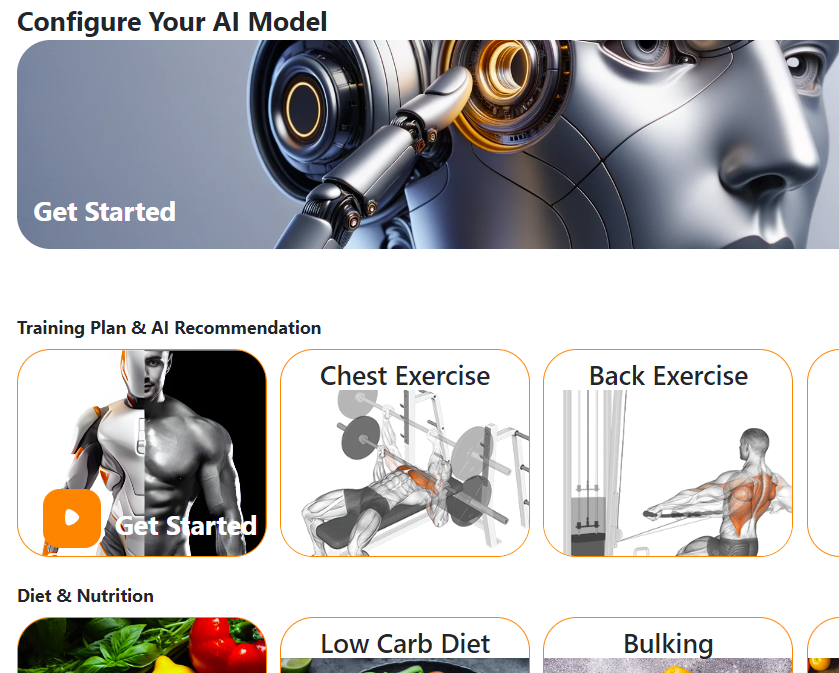 Configure Your AI Model
Get Started
Training Plan & AI Recommendation
Get Started
Chest Exercise
Back Exercise
Diet & Nutrition
Low Carb Diet
Bulking